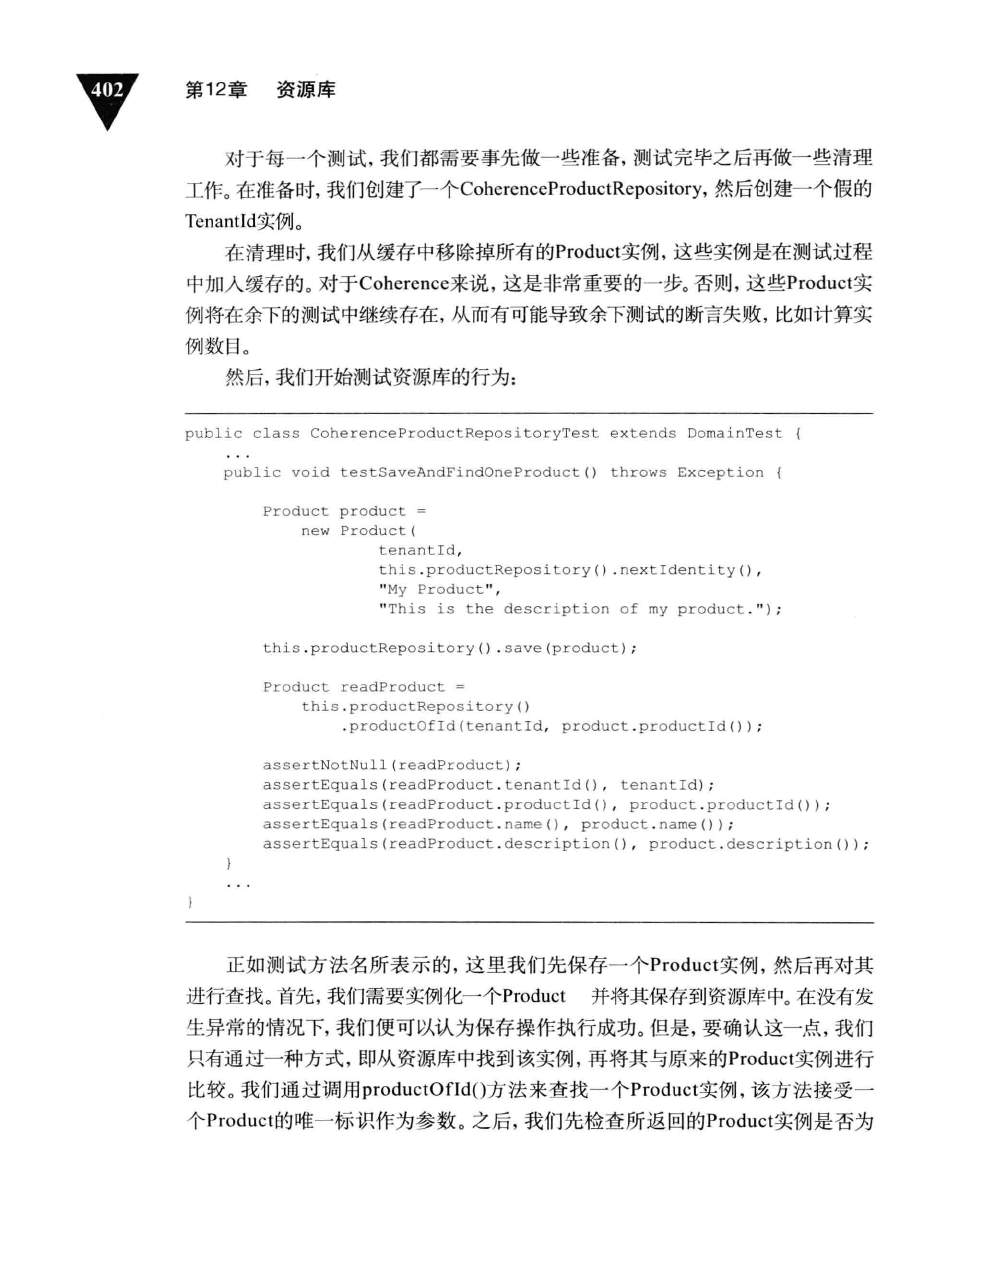 402
第12章 资源库
对于每一个测试，我们都需要事先做一些准备，测试完毕之后再做一些清理
工作。在准备时，我们创建了一个CoherenceProductRepository，然后创建一个假的
TenantId实例。
在清理时，我们从缓存中移除掉所有的Product实例，这些实例是在测试过程
中加入缓存的。对于Coherence来说，这是非常重要的一步。否则，这些Product实
例将在余下的测试中继续存在，从而有可能导致余下测试的断言失败，比如计算实
例数目。
然后，我们开始测试资源库的行为：
public class CoherenceProductRepositoryTest extends DomainTest {
    ...
    public void testSaveAndFindOneProduct() throws Exception {
        Product product =
            new Product(
                    tenantId,
                    this.productRepository().nextIdentity(),
                    "My Product",
                    "This is the description of my product.");
        this.productRepository().save(product);
        Product readProduct =
            this.productRepository()
                .productOfId(tenantId, product.productId());
        assertNotNull(readProduct);
        assertEquals(readProduct.tenantId(), tenantId);
        assertEquals(readProduct.productId(), product.productId());
        assertEquals(readProduct.name(), product.name());
        assertEquals(readProduct.description(), product.description());
    }
    ...
}
正如测试方法名所表示的，这里我们先保存一个Product实例，然后再对其
进行查找。首先，我们需要实例化一个Product 并将其保存到资源库中。在没有发
生异常的情况下，我们便可以认为保存操作执行成功。但是，要确认这一点，我们
只有通过一种方式，即从资源库中找到该实例，再将其与原来的Product实例进行
比较。我们通过调用productOfId()方法来查找一个Product实例，该方法接受一
个Product的唯一标识作为参数。之后，我们先检查所返回的Product实例是否为